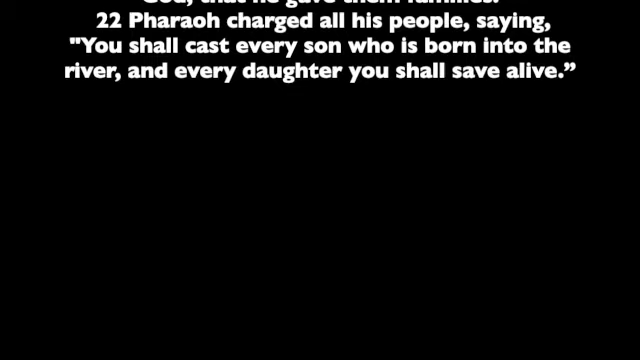 God, that he gave them families.
22 Pharaoh charged all his people, saying,
"You shall cast every son who is born into the
river, and every daughter you shall save alive.”